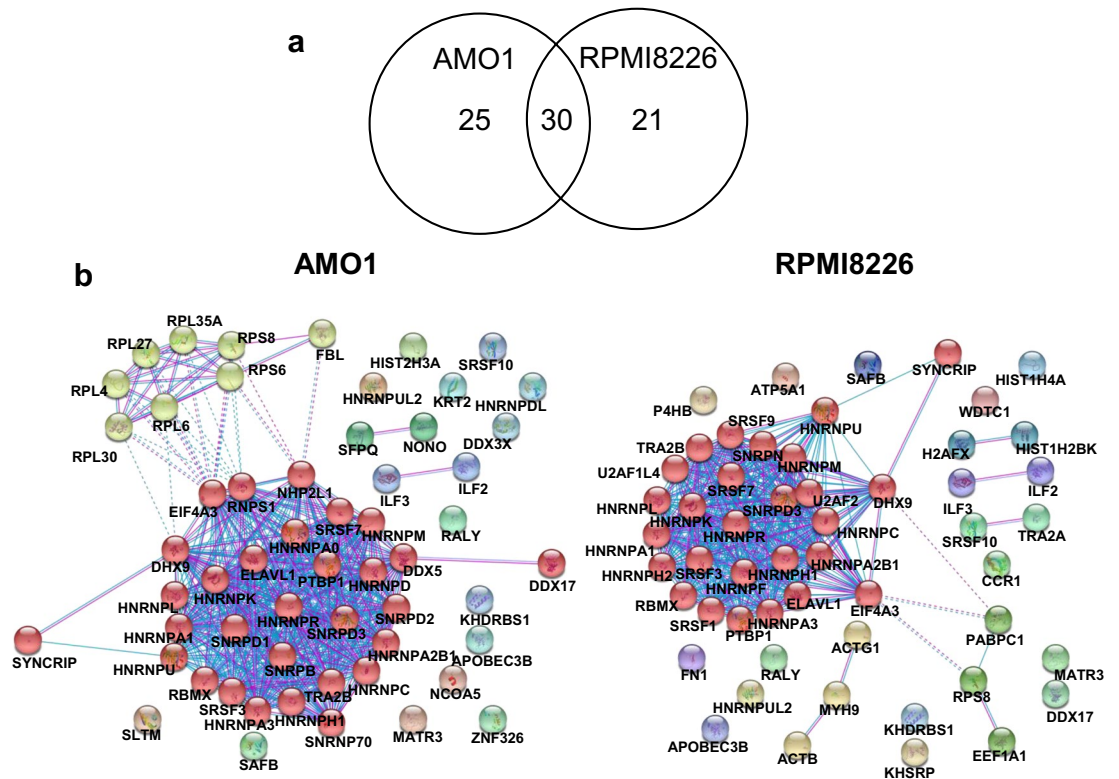 a
AMO1
RPMI8226
25
30
21
b
AMO1
RPMI8226
RPL35A
RPL27
RPS8
FBL
RPS6
RPL4
RPL6
RPL30
HIST2H3A
SRSF10
HNRNPUL2
KRT2
HNRNPDL
SFPQ
NONO
DDX3X
ILF3
ILF2
NHP2L1
EIF4A3
RNPS1
SRSF7
HNRNPM
RALY
HNRNPA0
DHX9
ELAVL1
PTBP1
DDX5
HNRNPD
DDX17
HNRNPK
HNRNPL
HNRNPR
SNRPD2
HNRNPA1
SNRPD1
SNRPD3
KHDRBS1
SYNCRIP
HNRNPU
SNRPB
HNRNPA2B1
APOBEC3B
RBMX
TRA2B
HNRNPC
NCOA5
SRSF3
HNRNPA3
HNRNPH1
SNRNP70
SLTM
SAFB
MATR3
ZNF326
SYNCRIP
SAFB
HIST1H4A
ATP5A1
WDTC1
P4HB
SRSF9
HNRNPU
TRA2B
SNRPN
HNRNPM
H2AFX
HIST1H2BK
U2AF1L4
SRSF7
U2AF2
DHX9
ILF2
ILF3
HNRNPL
SNRPD3
HNRNPK
HNRNPR
HNRNPC
SRSF10
TRA2A
HNRNPA1
HNRNPA2B1
HNRNPH2
SRSF3
HNRNPH1
HNRNPF
CCR1
RBMX
ELAVL1
EIF4A3
SRSF1
HNRNPA3
PTBP1
PABPC1
ACTG1
FN1
RALY
MATR3
RPS8
HNRNPUL2
MYH9
DDX17
APOBEC3B
ACTB
KHDRBS1
KHSRP
EEF1A1